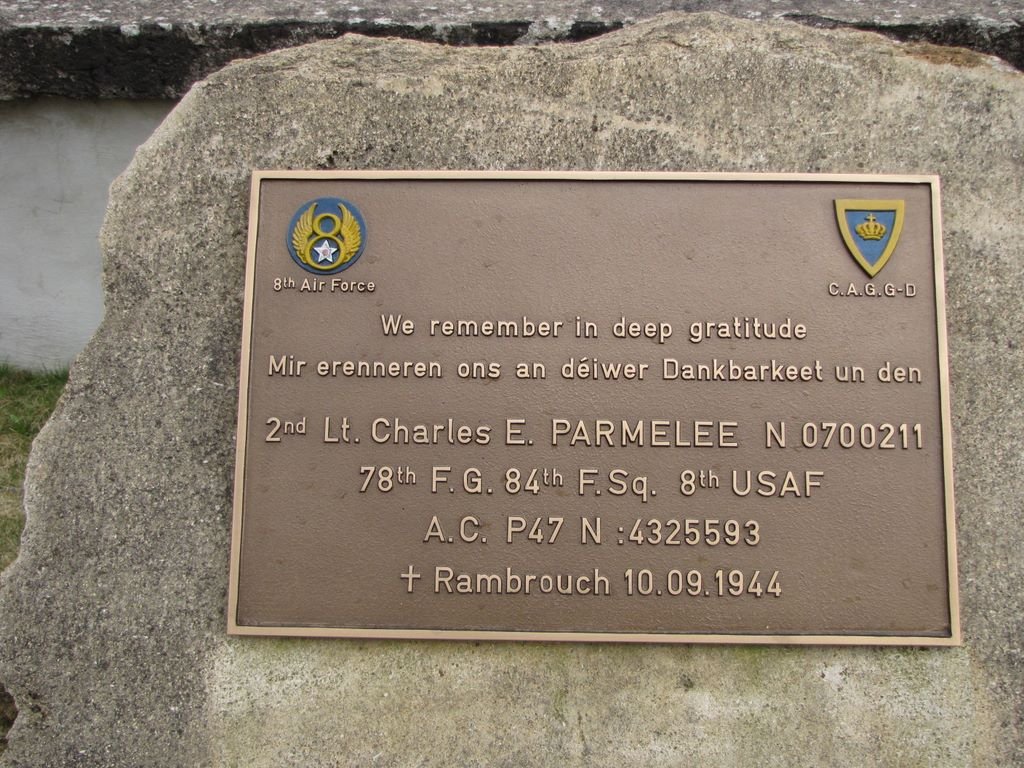 8th Air Force
C.A.G.G-D
We remember in deep gratitude
Mir erenneren ons an déiwer Dankbarkeet un den
2nd Lt. Charles E. PARMELEE N 0700211
78th F.G. 84th F.Sq. 8th USAF
A.C. P47 N :4325593
✝ Rambrouch 10.09.1944